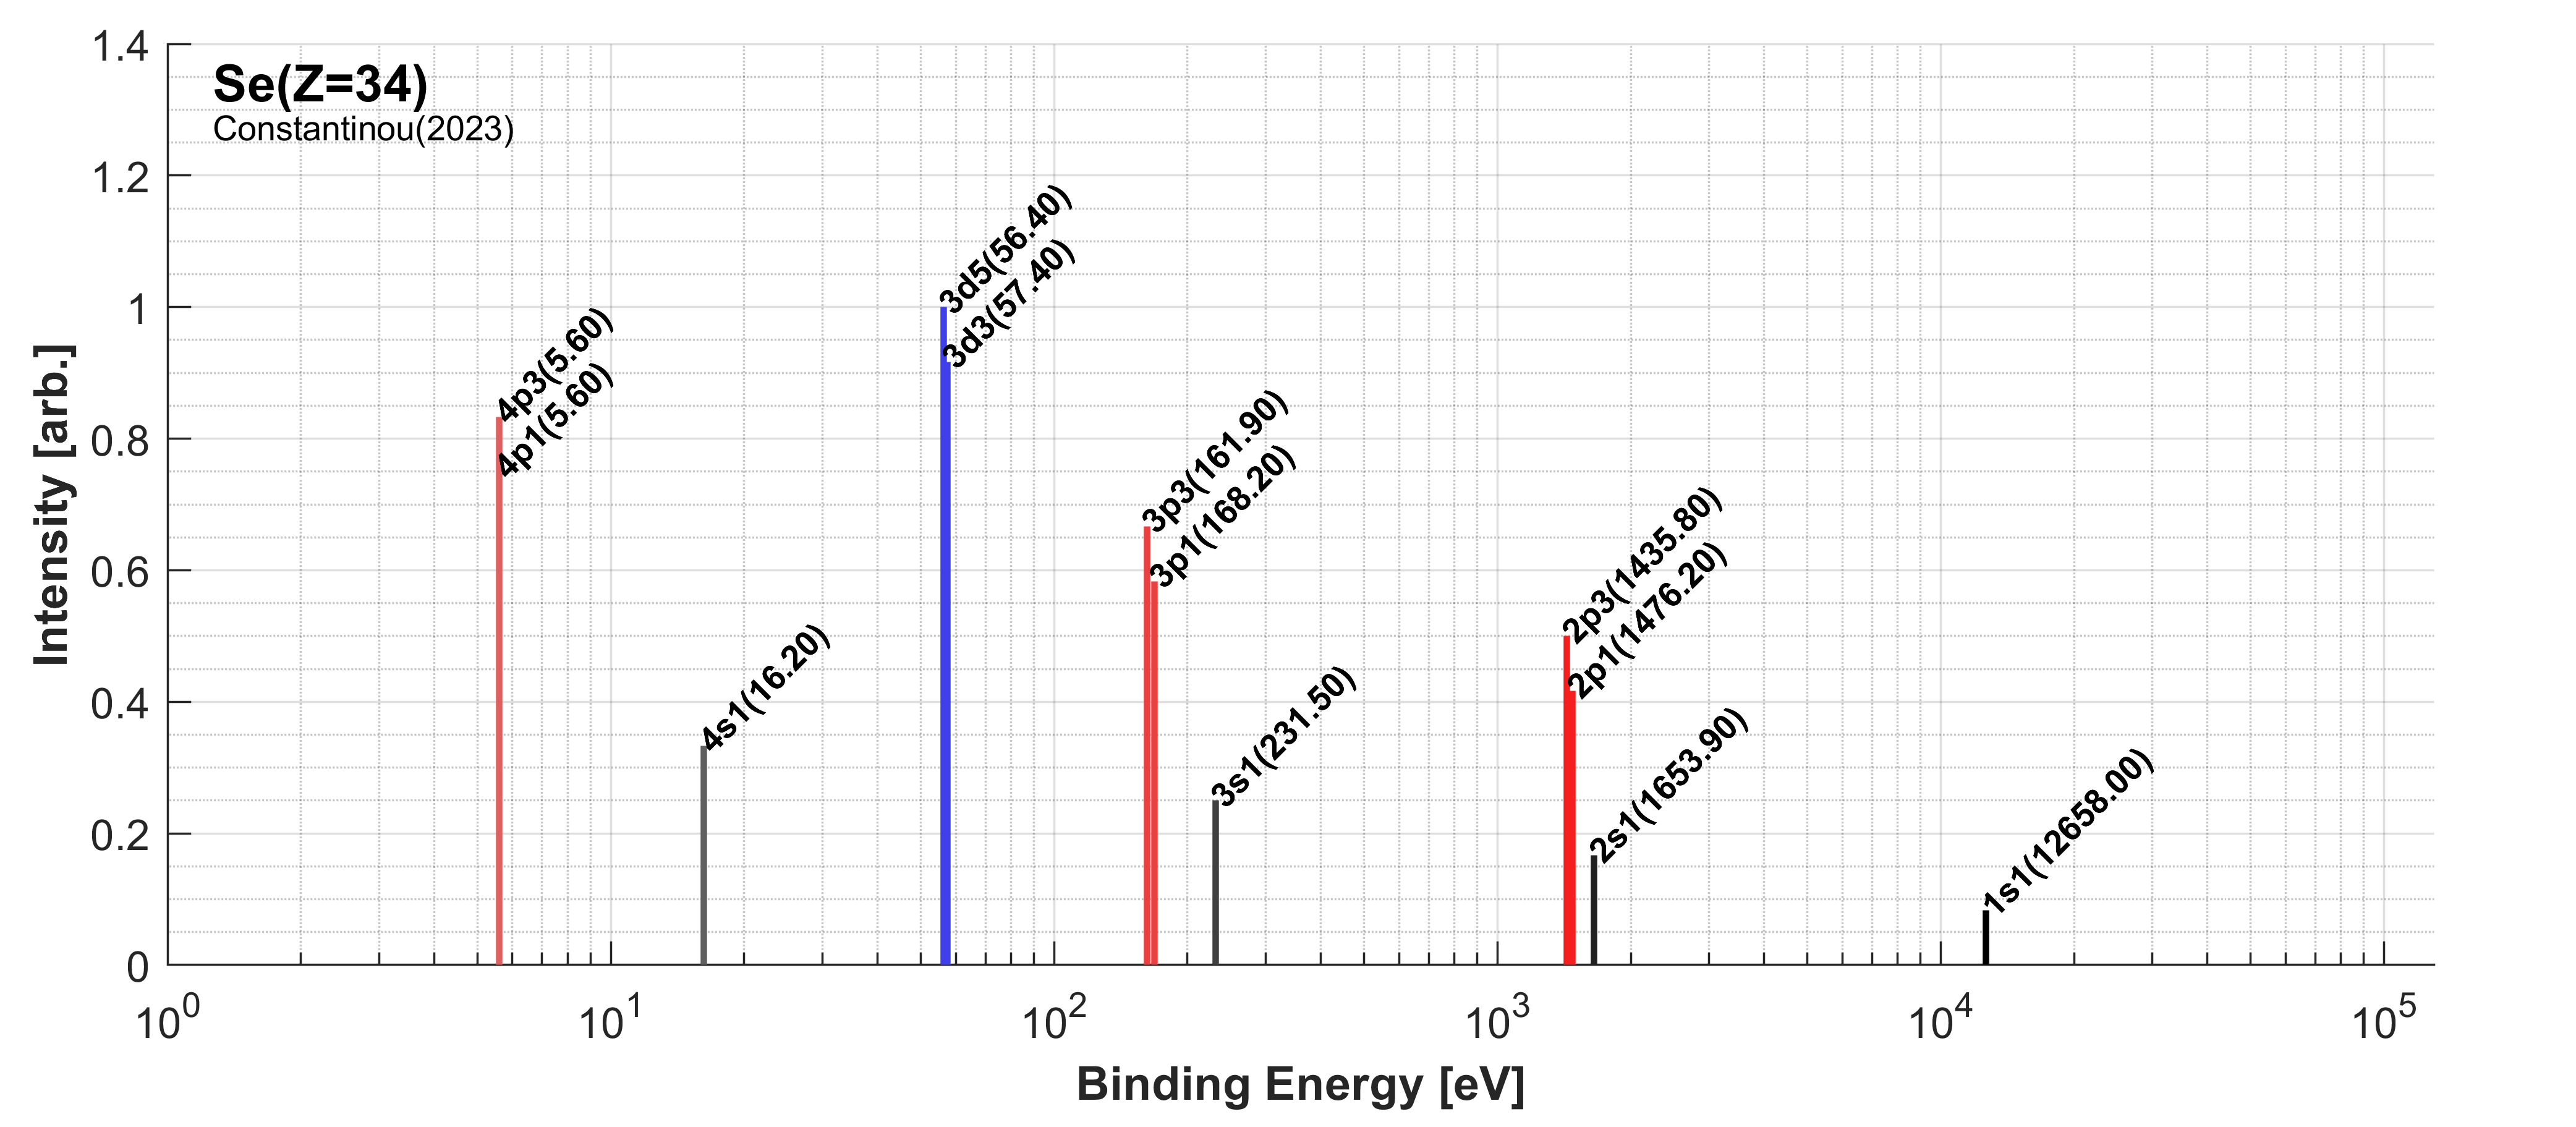 Se(Z=34)
Constantinou(2023)
Intensity [arb.]
1.4
1.2
1
0.8
0.6
0.4
0.2
0
4p3(5.60)
4p1(5.60)
4s1(16.20)
3d5(56.40)
3d3(57.40)
3p3(161.90)
3p1(168.20)
3s1(231.50)
2p3(1435.80)
2p1(1476.20)
2s1(1653.90)
1s1(12658.00)
10^0 10^1 10^2 10^3 10^4 10^5
Binding Energy [eV]